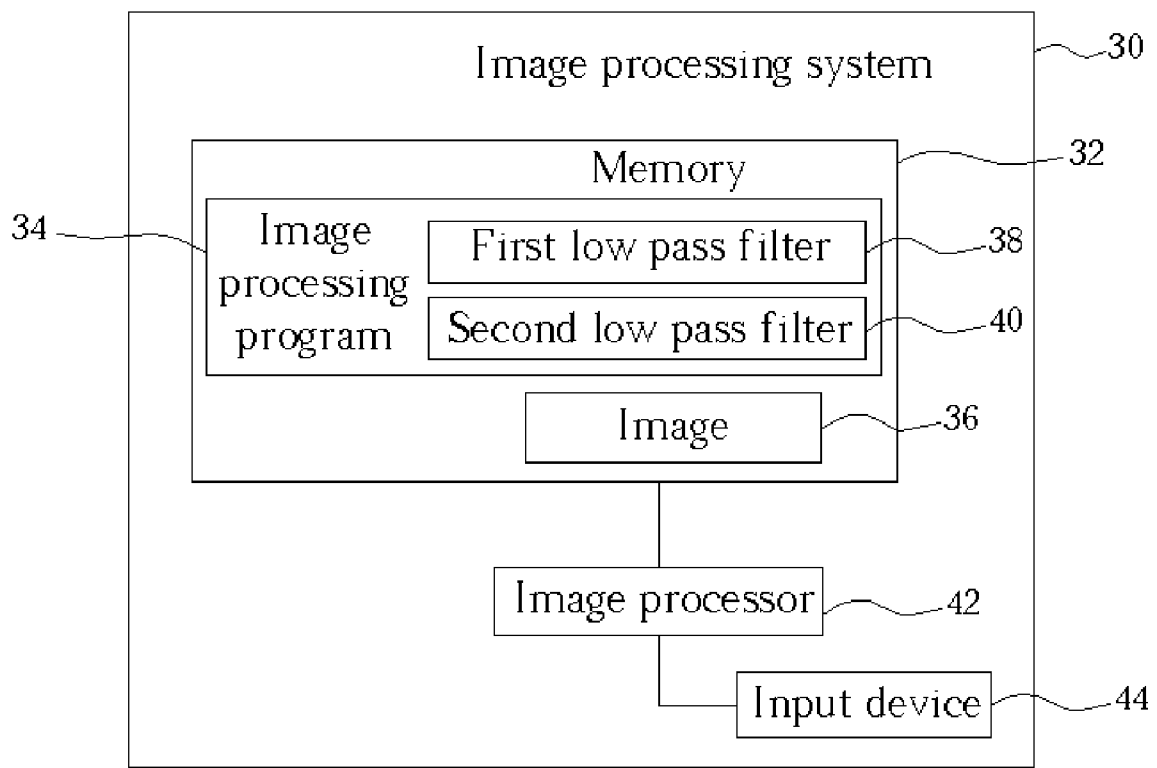 Image processing system
30
Memory
32
34
Image
processing
program
First low pass filter
38
Second low pass filter
40
Image
36
Image processor
42
Input device
44